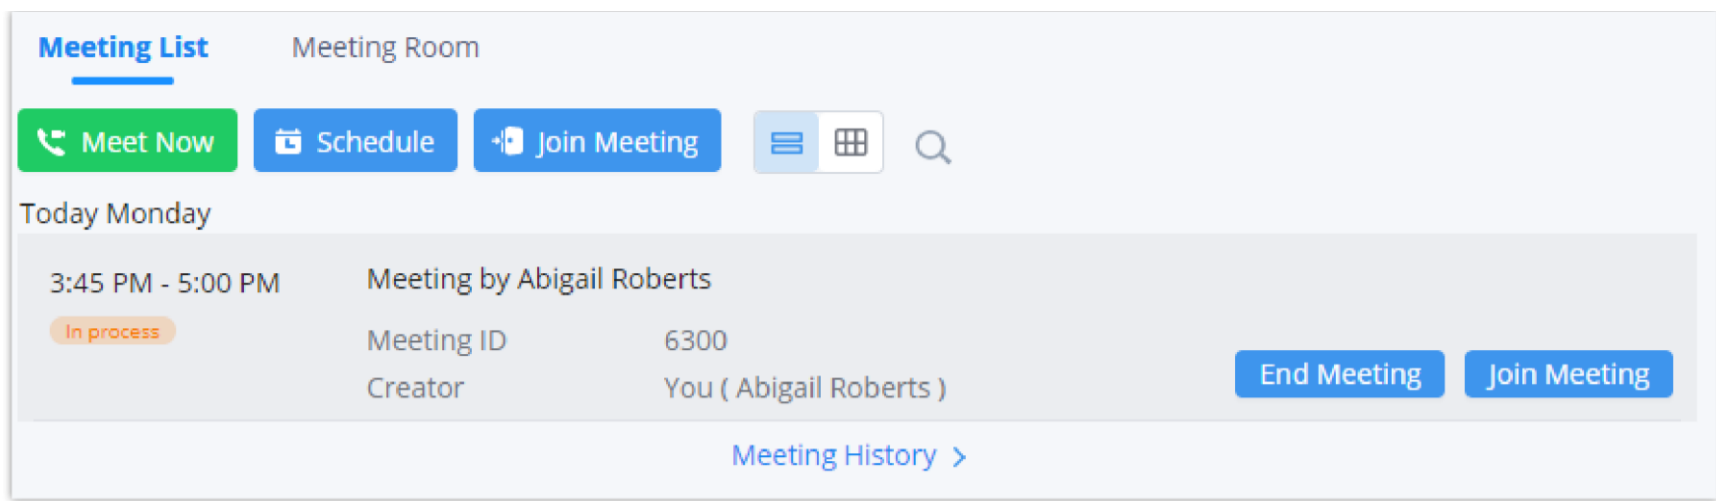 Meeting List Meeting Room
Meet Now Schedule Join Meeting
Today Monday
3:45 PM - 5:00 PM Meeting by Abigail Roberts
In process Meeting ID 6300
Creator You ( Abigail Roberts ) End Meeting Join Meeting
Meeting History >